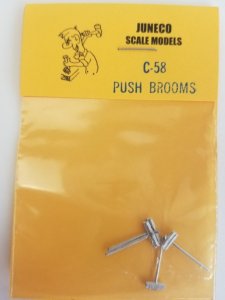 JUNECO
SCALE MODELS
C-58
PUSH BROOMS